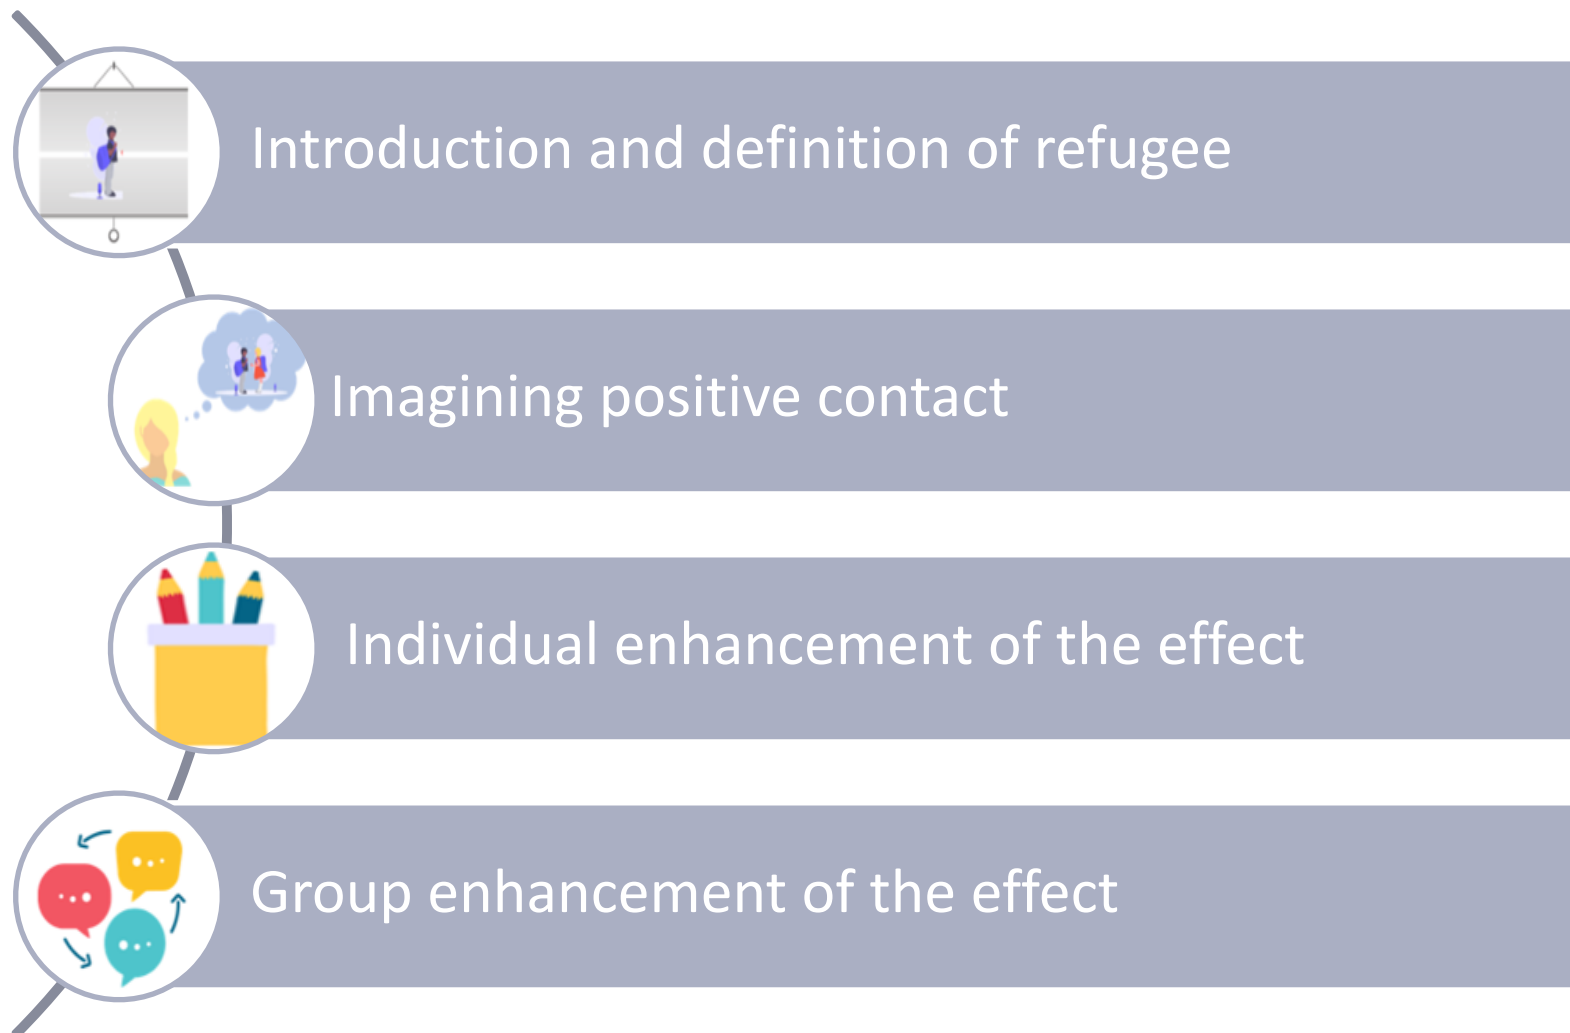 Introduction and definition of refugee
Imagining positive contact
Individual enhancement of the effect
Group enhancement of the effect